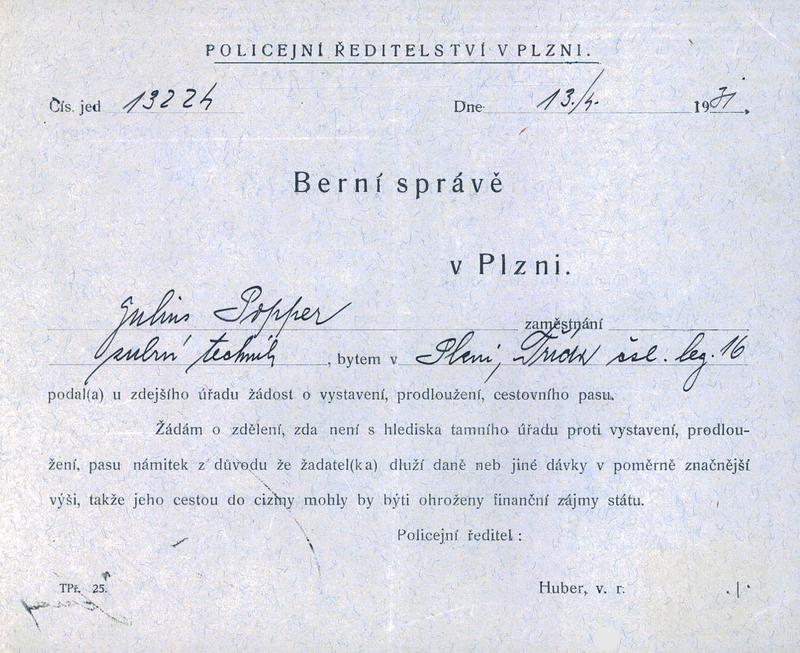 POLICEJNÍ ŘEDITELSTVÍ V PLZNI.
Čís. jed 13224 Dne 13./4. 1931.
Berní správě
v Plzni.
Julius Popper zaměstnání
zubní technik, bytem v Plzni, Třída čsl. leg. 16
podal(a) u zdejšího úřadu žádost o vystavení, prodloužení, cestovního pasu.
Žádám o zdělení, zda není s hlediska tamního úřadu proti vystavení, prodlou-
žení, pasu námitek z důvodu že žadatel(ka) dluží daně neb jiné dávky v poměrně značnější
výši, takže jeho cestou do ciziny mohly by býti ohroženy finanční zájmy státu.
Policejní ředitel:
TPř. 25. Huber, v. r. ./.